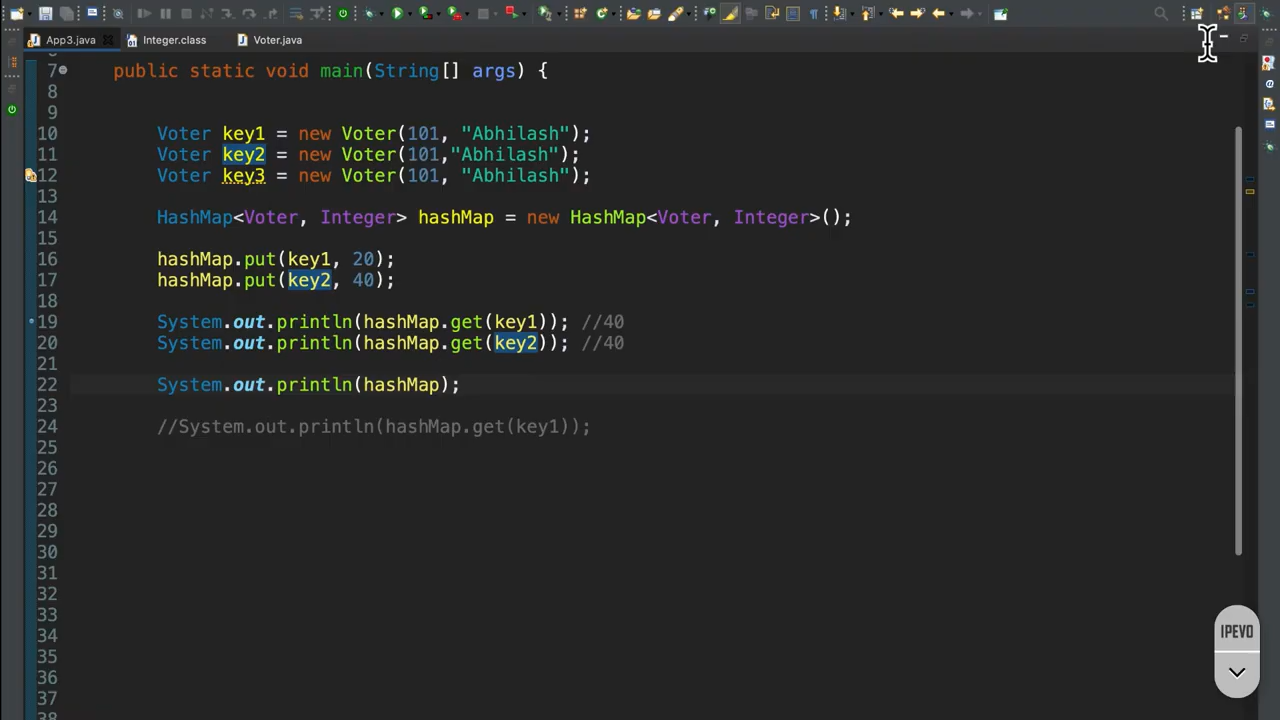 App3.java Integer.class Voter.java
7 public static void main(String[] args) {
8
9
10 Voter key1 = new Voter(101, "Abhilash");
11 Voter key2 = new Voter(101,"Abhilash");
12 Voter key3 = new Voter(101, "Abhilash");
13
14 HashMap<Voter, Integer> hashMap = new HashMap<Voter, Integer>();
15
16 hashMap.put(key1, 20);
17 hashMap.put(key2, 40);
18
19 System.out.println(hashMap.get(key1)); //40
20 System.out.println(hashMap.get(key2)); //40
21
22 System.out.println(hashMap);
23
24 //System.out.println(hashMap.get(key1));
25
26
27
28
29
30
31
32
33
34
35
36
37
38
IPEVO